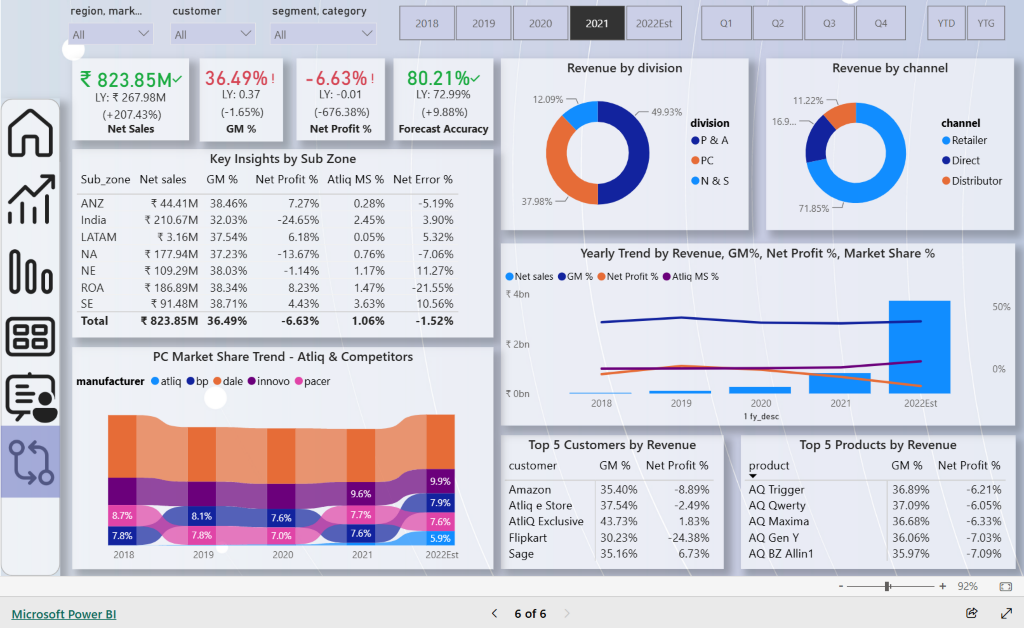 region, mark...
customer
segment, category
All
All
All
2018
2019
2020
2021
2022Est
Q1
Q2
Q3
Q4
YTD
YTG
₹ 823.85M
LY: ₹ 267.98M
(+207.43%)
Net Sales
36.49%!
LY: 0.37
(-1.65%)
GM %
-6.63%!
LY: -0.01
(-676.38%)
Net Profit %
80.21%
LY: 72.99%
(+9.88%)
Forecast Accuracy
Revenue by division
12.09%
49.93%
37.98%
division
P & A
PC
N & S
Revenue by channel
11.22%
16.9...
71.85%
channel
Retailer
Direct
Distributor
Key Insights by Sub Zone
Sub_zone Net sales GM % Net Profit % Atliq MS % Net Error %
ANZ ₹ 44.41M 38.46% 7.27% 0.28% -5.19%
India ₹ 210.67M 32.03% -24.65% 2.45% 3.90%
LATAM ₹ 3.16M 37.54% 6.18% 0.05% 5.32%
NA ₹ 177.94M 37.23% -13.67% 0.76% -7.06%
NE ₹ 109.29M 38.03% -1.14% 1.17% 11.27%
ROA ₹ 186.89M 38.34% 8.23% 1.47% -21.55%
SE ₹ 91.48M 38.71% 4.43% 3.63% 10.56%
Total ₹ 823.85M 36.49% -6.63% 1.06% -1.52%
Yearly Trend by Revenue, GM%, Net Profit %, Market Share %
Net sales GM % Net Profit % Atliq MS %
₹ 4bn
₹ 2bn
₹ 0bn
50%
0%
2018 2019 2020 2021 2022Est
1 fy_desc
PC Market Share Trend - Atliq & Competitors
manufacturer atliq bp dale innovo pacer
8.7%
7.8%
8.1%
7.8%
7.6%
7.0%
9.6%
7.7%
7.6%
9.9%
7.9%
7.6%
5.9%
2018 2019 2020 2021 2022Est
Top 5 Customers by Revenue
customer GM % Net Profit %
Amazon 35.40% -8.89%
Atliq e Store 37.54% -2.49%
AtliQ Exclusive 43.73% 1.83%
Flipkart 30.23% -24.38%
Sage 35.16% 6.73%
Top 5 Products by Revenue
product GM % Net Profit %
AQ Trigger 36.89% -6.21%
AQ Qwerty 37.09% -6.05%
AQ Maxima 36.68% -6.33%
AQ Gen Y 36.06% -7.03%
AQ BZ Allin1 35.97% -7.09%
- + 92%
Microsoft Power BI
6 of 6